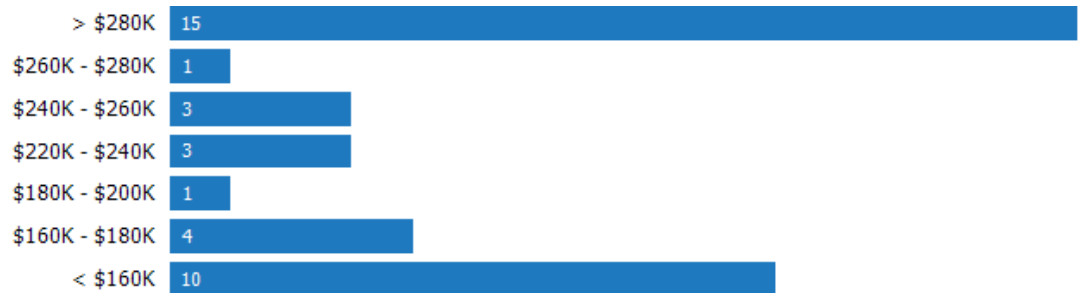 > $280K 15
$260K - $280K 1
$240K - $260K 3
$220K - $240K 3
$180K - $200K 1
$160K - $180K 4
< $160K 10